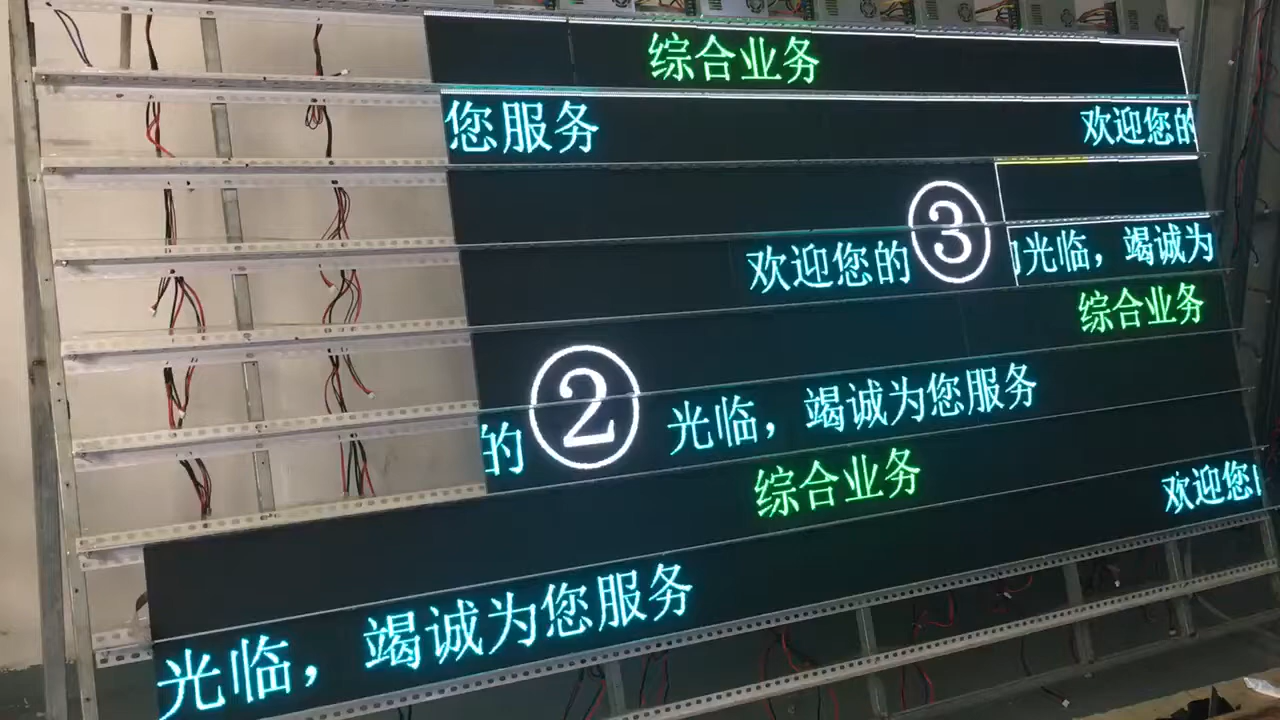 综合业务
您服务 欢迎您的
欢迎您的 ③ 光临，竭诚为
综合业务
的 ② 光临，竭诚为您服务
综合业务 欢迎您
光临，竭诚为您服务